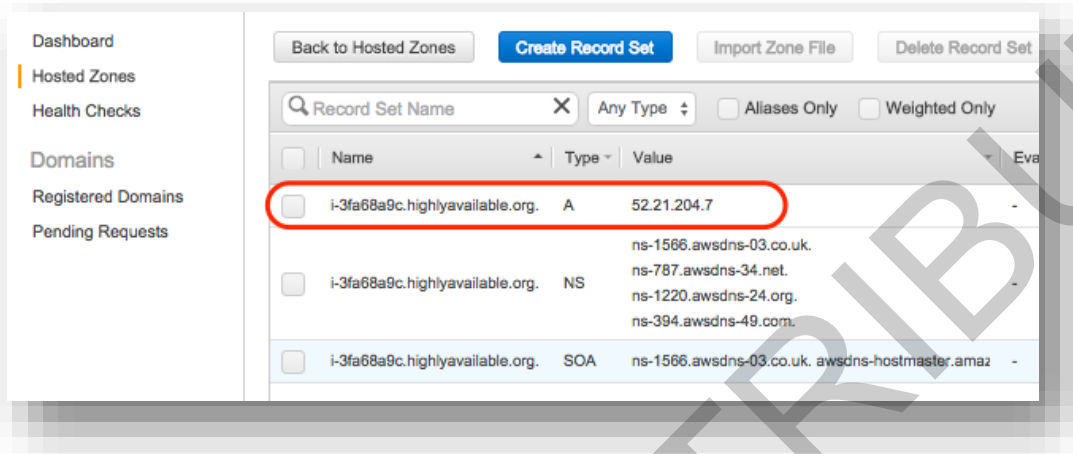 Dashboard
Hosted Zones
Health Checks
Domains
Registered Domains
Pending Requests
Back to Hosted Zones Create Record Set Import Zone File Delete Record Set
Record Set Name X Any Type Aliases Only Weighted Only
Name Type Value Eva
i-3fa68a9c.highlyavailable.org. A 52.21.204.7 -
ns-1566.awsdns-03.co.uk.
ns-787.awsdns-34.net.
i-3fa68a9c.highlyavailable.org. NS -
ns-1220.awsdns-24.org.
ns-394.awsdns-49.com.
i-3fa68a9c.highlyavailable.org. SOA ns-1566.awsdns-03.co.uk. awsdns-hostmaster.amaz -
TRIBU